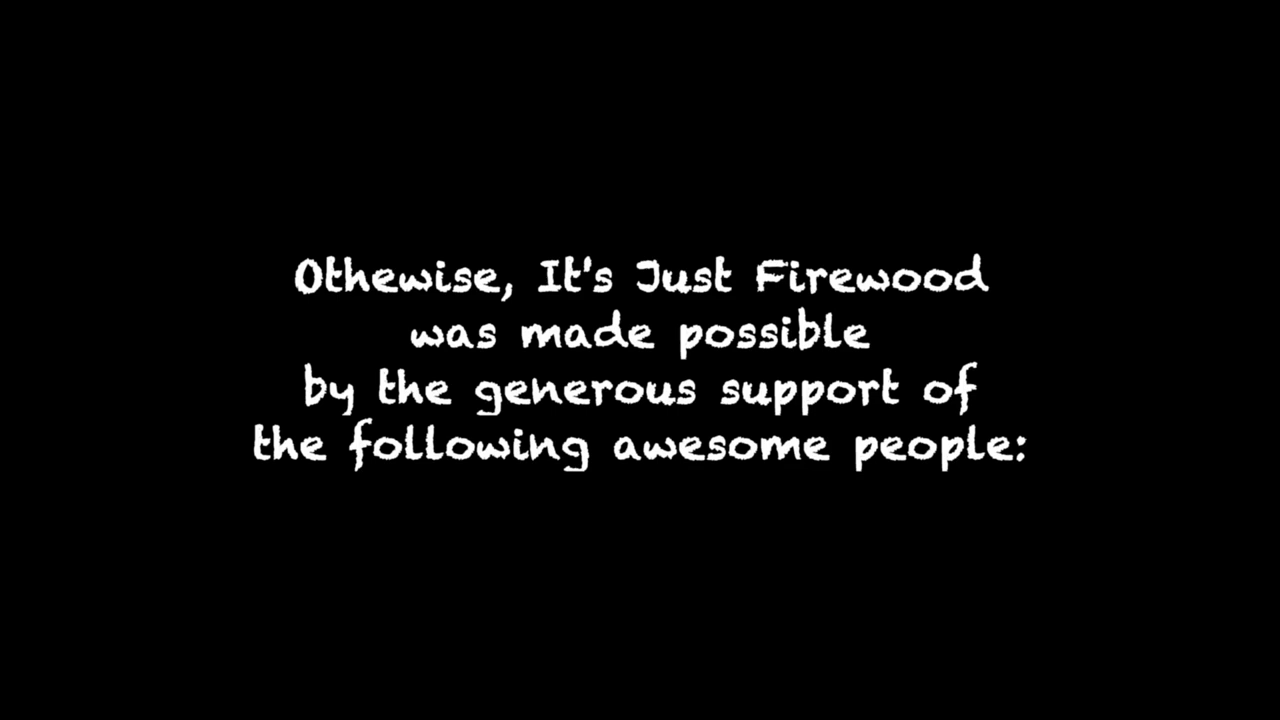 Othewise, It's Just Firewood
was made possible
by the generous support of
the following awesome people: